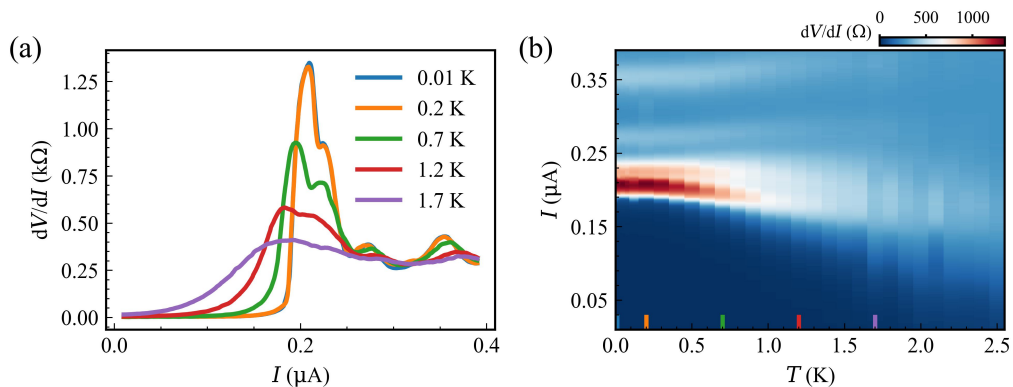 (a)
dV/dI (kΩ)
1.25
1.00
0.75
0.50
0.25
0.00
0.01 K
0.2 K
0.7 K
1.2 K
1.7 K
0.0
0.2
0.4
I (μA)
(b)
dV/dI (Ω)
0
500
1000
I (μA)
0.35
0.25
0.15
0.05
0.0
0.5
1.0
1.5
2.0
2.5
T (K)